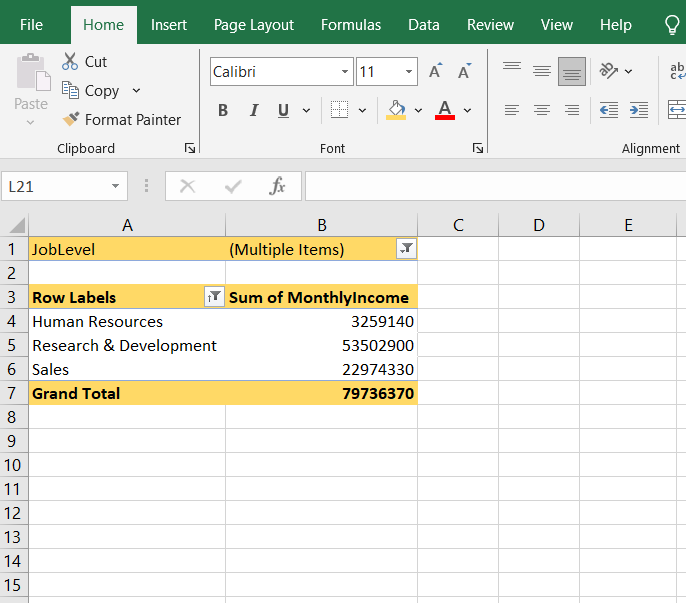 File Home Insert Page Layout Formulas Data Review View Help
Paste
Cut
Copy
Format Painter
Clipboard
Calibri 11 A A
B I U A
Font
ab
c
Alignment
L21 fx
A B C D E
1 JobLevel (Multiple Items)
2
3 Row Labels Sum of MonthlyIncome
4 Human Resources 3259140
5 Research & Development 53502900
6 Sales 22974330
7 Grand Total 79736370
8
9
10
11
12
13
14
15